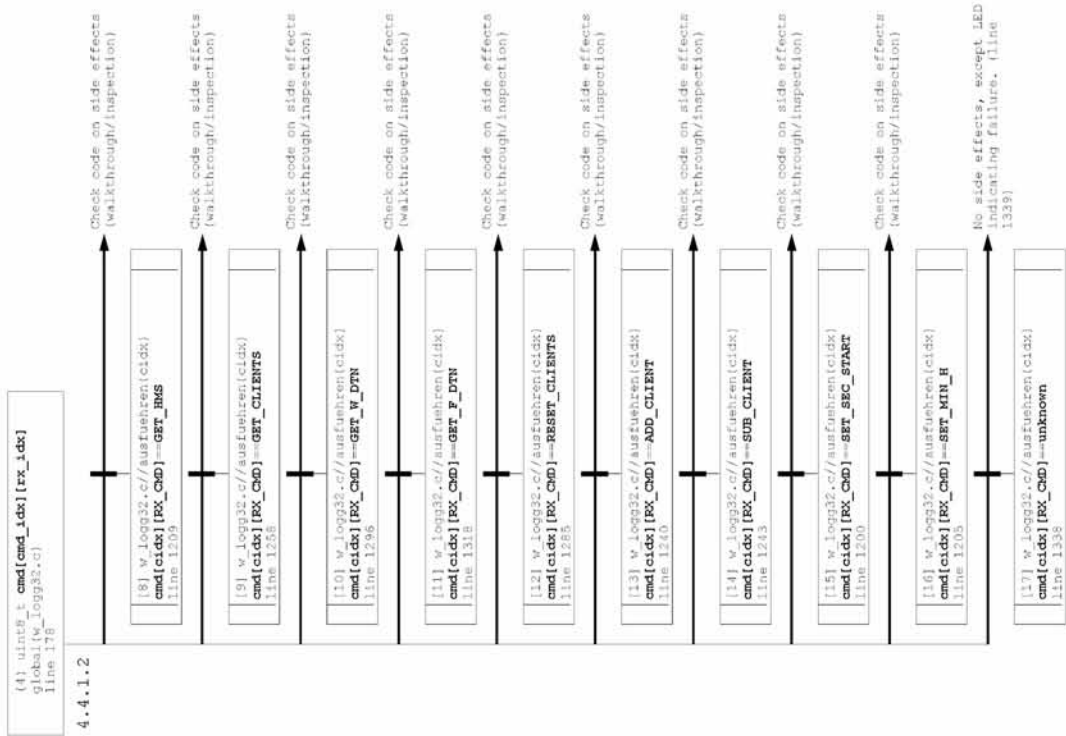 (4) uint8_t cmd[cmd_idx][rx_idx]
global(w_logg32.c)
line 178
4.4.1.2
Check code on side effects
(walkthrough/inspection)
[8] w_logg32.c//ausfuehren(cidx)
cmd[cidx][RX_CMD]==GET_HMS
line 1209
Check code on side effects
(walkthrough/inspection)
[9] w_logg32.c//ausfuehren(cidx)
cmd[cidx][RX_CMD]==GET_CLIENTS
line 1258
Check code on side effects
(walkthrough/inspection)
[10] w_logg32.c//ausfuehren(cidx)
cmd[cidx][RX_CMD]==GET_W_DTN
line 1296
Check code on side effects
(walkthrough/inspection)
[11] w_logg32.c//ausfuehren(cidx)
cmd[cidx][RX_CMD]==GET_F_DTN
line 1318
Check code on side effects
(walkthrough/inspection)
[12] w_logg32.c//ausfuehren(cidx)
cmd[cidx][RX_CMD]==RESET_CLIENTS
line 1285
Check code on side effects
(walkthrough/inspection)
[13] w_logg32.c//ausfuehren(cidx)
cmd[cidx][RX_CMD]==ADD_CLIENT
line 1240
Check code on side effects
(walkthrough/inspection)
[14] w_logg32.c//ausfuehren(cidx)
cmd[cidx][RX_CMD]==SUB_CLIENT
line 1243
Check code on side effects
(walkthrough/inspection)
[15] w_logg32.c//ausfuehren(cidx)
cmd[cidx][RX_CMD]==SET_SEC_START
line 1200
Check code on side effects
(walkthrough/inspection)
[16] w_logg32.c//ausfuehren(cidx)
cmd[cidx][RX_CMD]==SET_MIN_H
line 1205
No side effects, except LED
indicating failure. (line
1339)
[17] w_logg32.c//ausfuehren(cidx)
cmd[cidx][RX_CMD]==unknown
line 1338